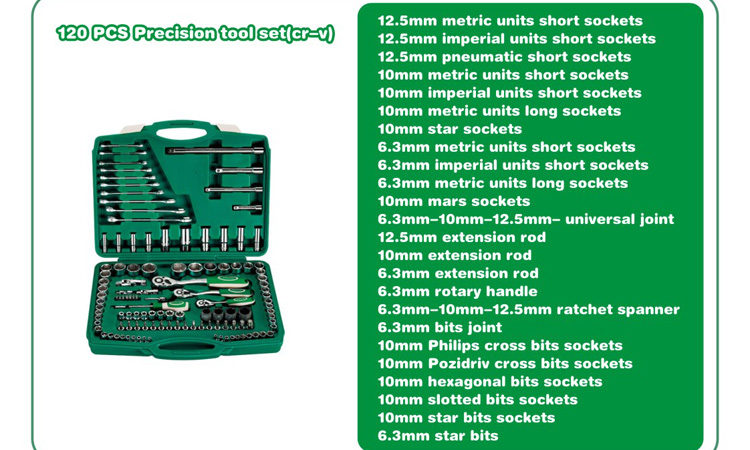 120 PCS Precision tool set(cr-v)
12.5mm metric units short sockets
12.5mm imperial units short sockets
12.5mm pneumatic short sockets
10mm metric units short sockets
10mm imperial units short sockets
10mm metric units long sockets
10mm star sockets
6.3mm metric units short sockets
6.3mm imperial units short sockets
6.3mm metric units long sockets
10mm mars sockets
6.3mm-10mm-12.5mm- universal joint
12.5mm extension rod
10mm extension rod
6.3mm extension rod
6.3mm rotary handle
6.3mm-10mm-12.5mm ratchet spanner
6.3mm bits joint
10mm Philips cross bits sockets
10mm Pozidriv cross bits sockets
10mm hexagonal bits sockets
10mm slotted bits sockets
10mm star bits sockets
6.3mm star bits